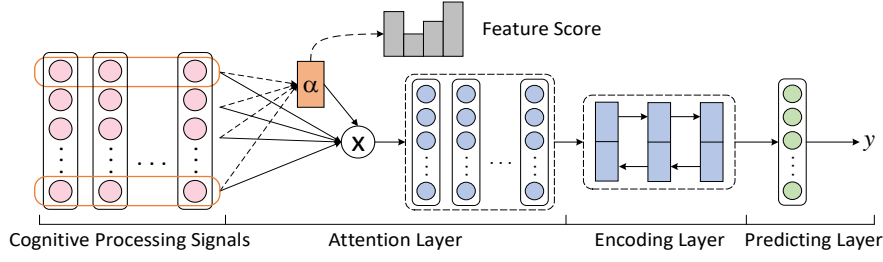 Feature Score
α
X
y
Cognitive Processing Signals
Attention Layer
Encoding Layer
Predicting Layer